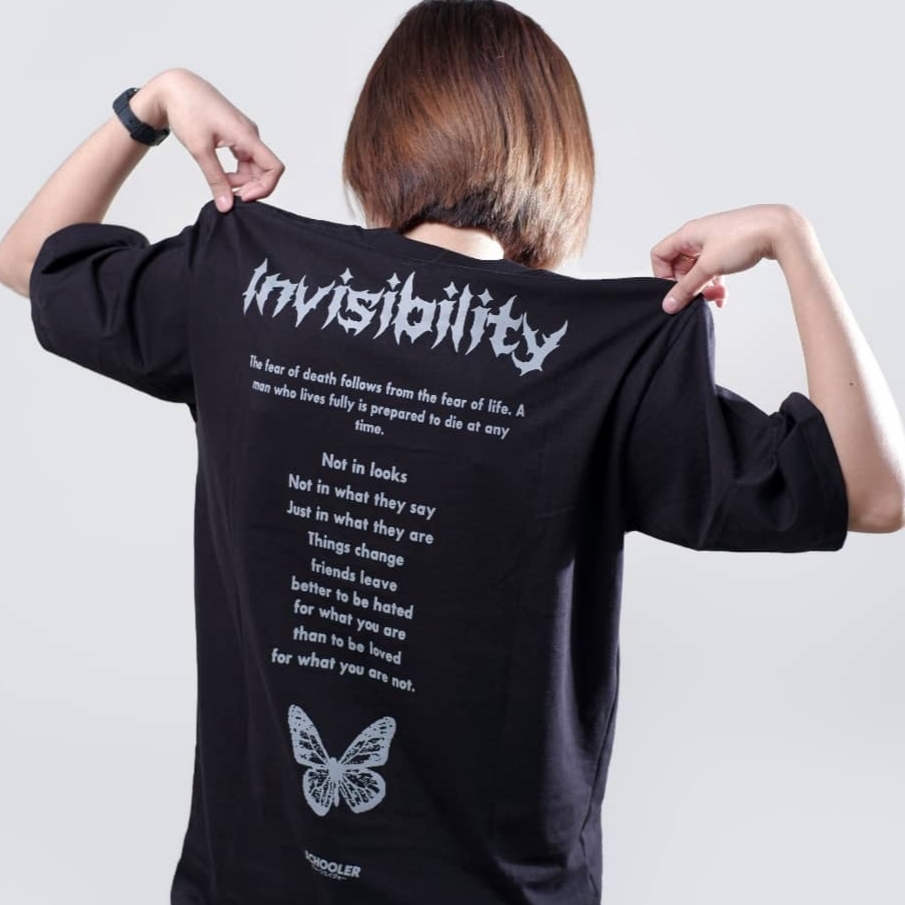 Invisibility
The fear of death follows from the fear of life. A
man who lives fully is prepared to die at any
time.
Not in looks
Not in what they say
Just in what they are
Things change
friends leave
better to be hated
for what you are
than to be loved
for what you are not.
SCHOOLER